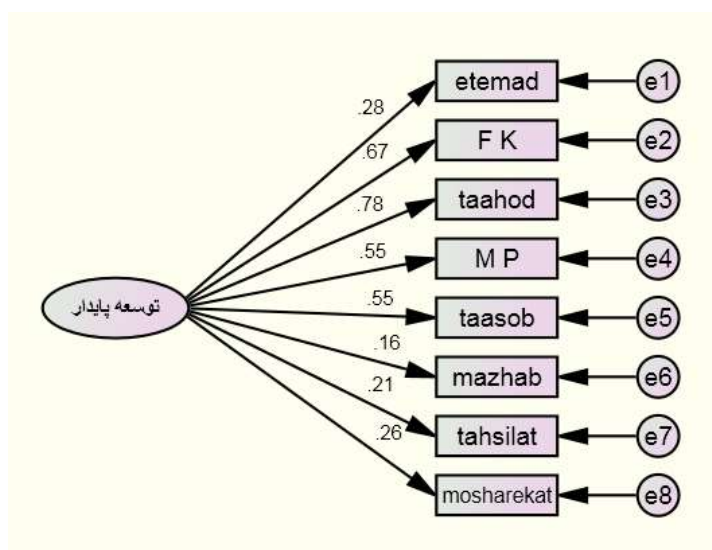 etemad
e1
.28
F K
e2
.67
taahod
e3
.78
M P
e4
.55
توسعه پایدار
taasob
e5
.55
mazhab
e6
.16
tahsilat
e7
.21
mosharekat
e8
.26